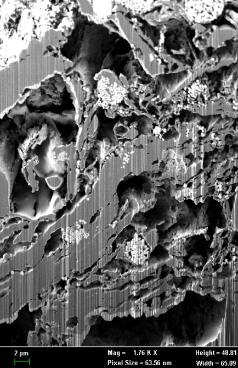 2 µm
Mag = 1.76 K X
Height = 48.81
Pixel Size = 63.56 nm
Width = 65.09